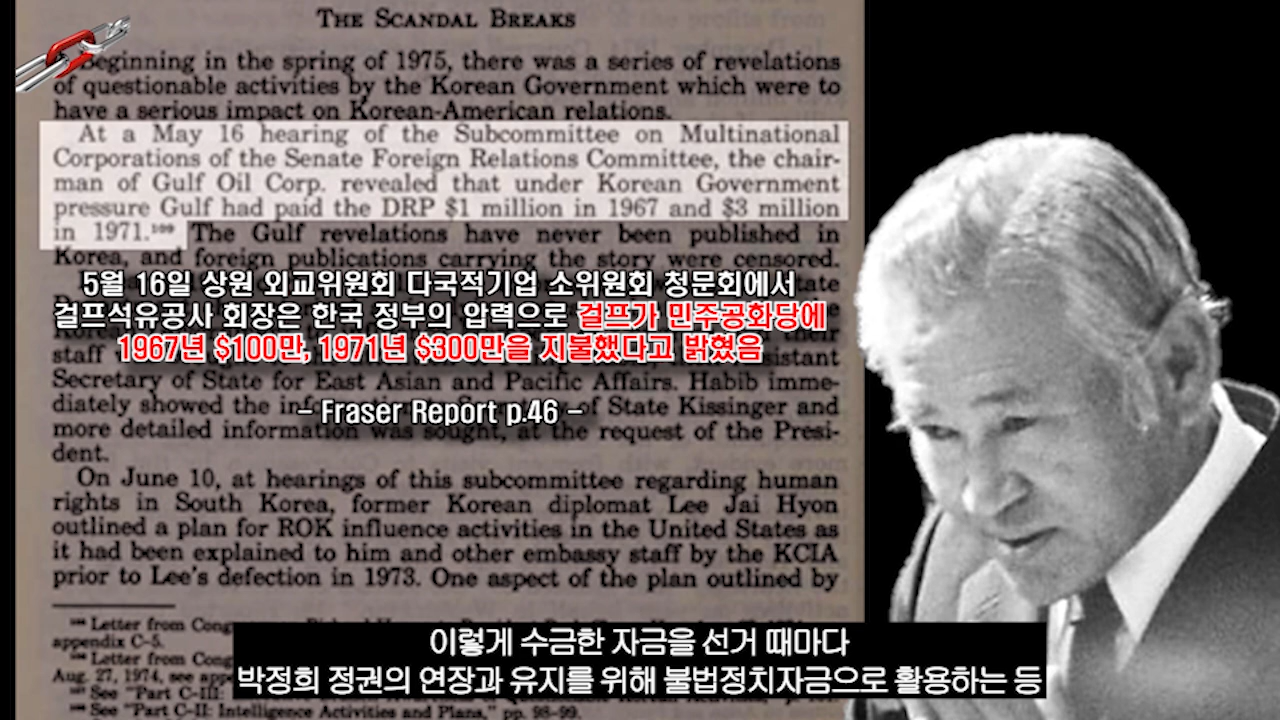 THE SCANDAL BREAKS
Beginning in the spring of 1975, there was a series of revelations
of questionable activities by the Korean Government which were to
have a serious impact on Korean-American relations.
At a May 16 hearing of the Subcommittee on Multinational
Corporations of the Senate Foreign Relations Committee, the chair-
man of Gulf Oil Corp. revealed that under Korean Government
pressure Gulf had paid the DRP $1 million in 1967 and $3 million
in 1971.¹⁰⁹ The Gulf revelations have never been published in
Korea, and foreign publications carrying the story were censored.
5월 16일 상원 외교위원회 다국적기업 소위원회 청문회에서
걸프석유공사 회장은 한국 정부의 압력으로 걸프가 민주공화당에
1967년 $100만, 1971년 $300만을 지불했다고 밝혔음
staff
Secretary of State for East Asian and Pacific Affairs. Habib imme-
diately showed the of State Kissinger and
– Fraser Report p.46 –
more detailed information was sought, at the request of the Presi-
dent.
On June 10, at hearings of this subcommittee regarding human
rights in South Korea, former Korean diplomat Lee Jai Hyon
outlined a plan for ROK influence activities in the United States as
it had been explained to him and other embassy staff by the KCIA
prior to Lee's defection in 1973. One aspect of the plan outlined by
Letter from
appendix C-5.
Letter from
Aug. 27, 1974, see
See "Part C-III:
See "Part C-II: Intelligence Activities and Plans," pp. 98-99.
이렇게 수금한 자금을 선거 때마다
박정희 정권의 연장과 유지를 위해 불법정치자금으로 활용하는 등